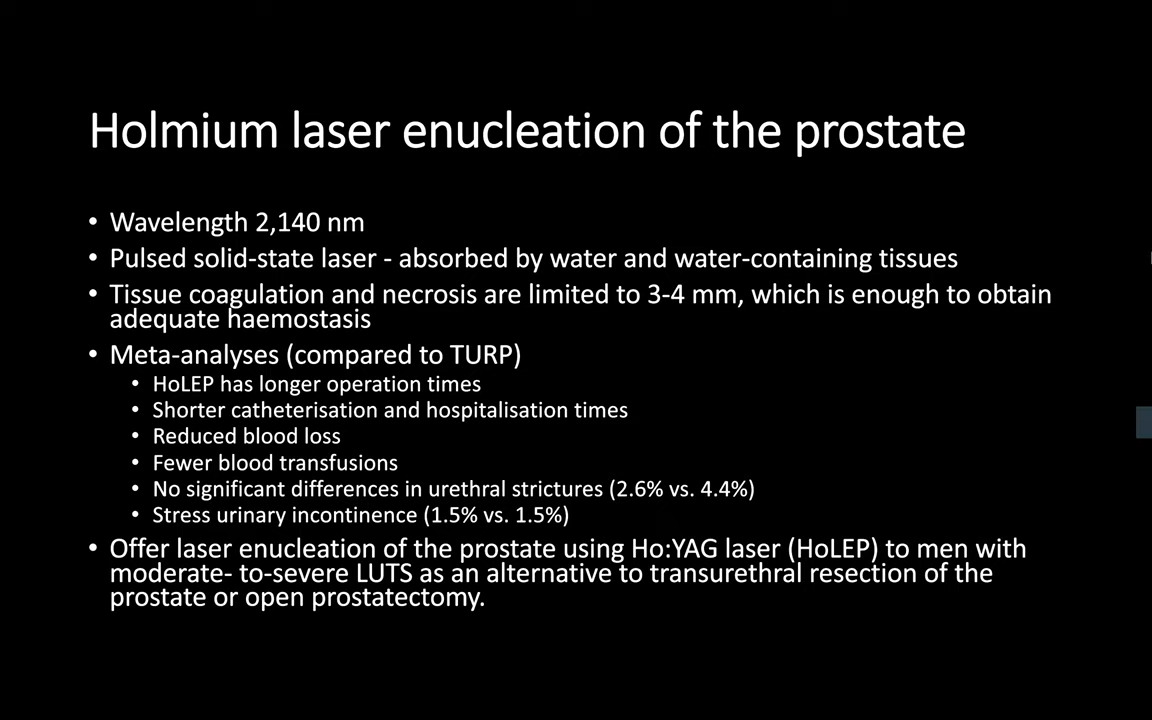 Holmium laser enucleation of the prostate
• Wavelength 2,140 nm
• Pulsed solid-state laser - absorbed by water and water-containing tissues
• Tissue coagulation and necrosis are limited to 3-4 mm, which is enough to obtain
adequate haemostasis
• Meta-analyses (compared to TURP)
• HoLEP has longer operation times
• Shorter catheterisation and hospitalisation times
• Reduced blood loss
• Fewer blood transfusions
• No significant differences in urethral strictures (2.6% vs. 4.4%)
• Stress urinary incontinence (1.5% vs. 1.5%)
• Offer laser enucleation of the prostate using Ho:YAG laser (HoLEP) to men with
moderate- to-severe LUTS as an alternative to transurethral resection of the
prostate or open prostatectomy.